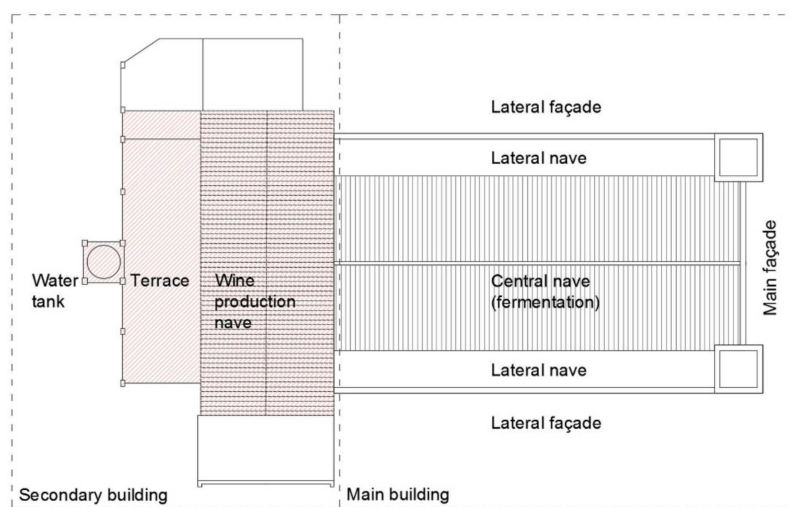 Lateral façade
Lateral nave
Water
tank
Terrace
Wine
production
nave
Central nave
(fermentation)
Main façade
Lateral nave
Lateral façade
Secondary building
Main building